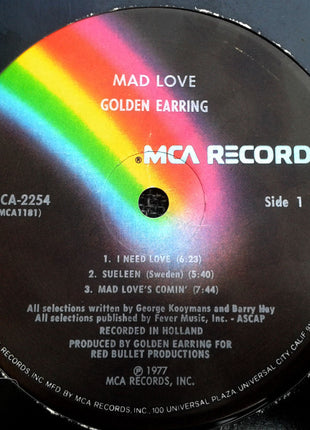 MAD LOVE
GOLDEN EARRING
®MCA RECORD
CA-2254
(MCA1181)
Side 1
1. I NEED LOVE (6:23)
2. SUELEEN (Sweden) (5:40)
3. MAD LOVE'S COMIN' (7:44)
All selections written by George Kooymans and Barry Hay
All selections published by Fever Music, Inc. - ASCAP
RECORDED IN HOLLAND
PRODUCED BY GOLDEN EARRING FOR
RED BULLET PRODUCTIONS
℗ 1977
MCA RECORDS, INC.
RECORDS, INC. MFG BY MCA RECORDS, INC., 100 UNIVERSAL PLAZA UNIVERSAL CITY, CALIF.